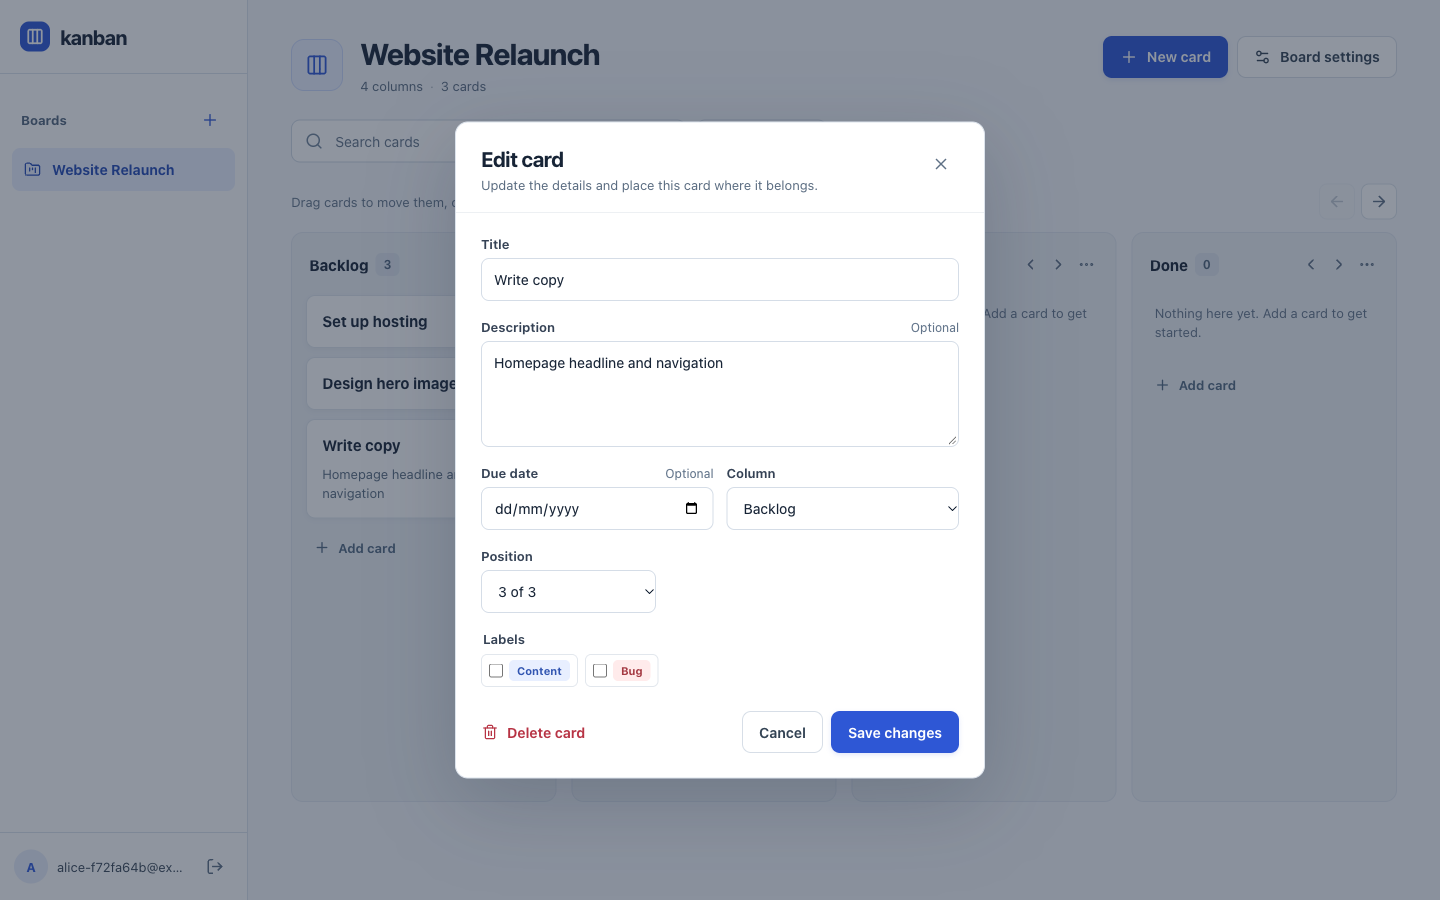 kanban
Boards
Website Relaunch
A
alice-f72fa64b@ex...
Website Relaunch
4 columns · 3 cards
New card
Board settings
Search cards
Drag cards to move them,
Backlog 3
Set up hosting
Design hero image
Write copy
Homepage headline
navigation
Add card
Add a card to get
Done 0
Nothing here yet. Add a card to get
started.
Add card
Edit card
Update the details and place this card where it belongs.
Title
Write copy
Description Optional
Homepage headline and navigation
Due date Optional
dd/mm/yyyy
Column
Backlog
Position
3 of 3
Labels
Content
Bug
Delete card
Cancel
Save changes